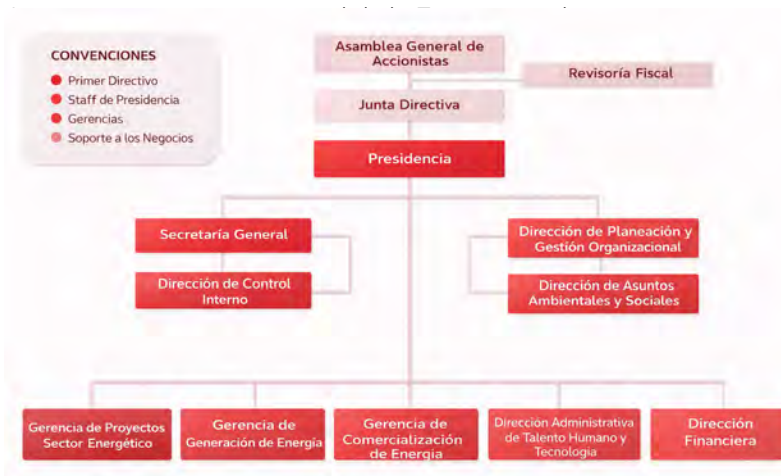 CONVENCIONES
Primer Directivo
Staff de Presidencia
Gerencias
Soporte a los Negocios
Asamblea General de
Accionistas
Revisoría Fiscal
Junta Directiva
Presidencia
Secretaría General
Dirección de Control
Interno
Dirección de Planeación y
Gestión Organizacional
Dirección de Asuntos
Ambientales y Sociales
Gerencia de Proyectos
Sector Energético
Gerencia de
Generación de Energía
Gerencia de
Comercialización
de Energía
Dirección Administrativa
de Talento Humano y
Tecnología
Dirección
Financiera